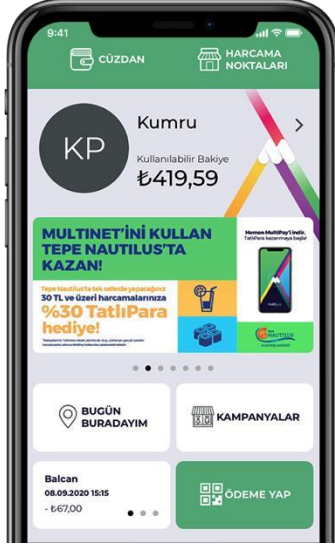 9:41
CÜZDAN
HARCAMA
NOKTALARI
KP
Kumru
Kullanılabilir Bakiye
₺419,59
MULTINET'İNİ KULLAN
TEPE NAUTILUS'TA
KAZAN!
Hemen MultiPay'i indir,
TatlıPara kazanmaya başla!
Tepe Nautilus'ta tek seferde yapacağınız
30 TL ve üzeri harcamalarınıza
%30 TatlıPara
hediye!
NAUTILUS
BUGÜN
BURADAYIM
KAMPANYALAR
Balcan
08.09.2020 15:15
- ₺67,00
ÖDEME YAP